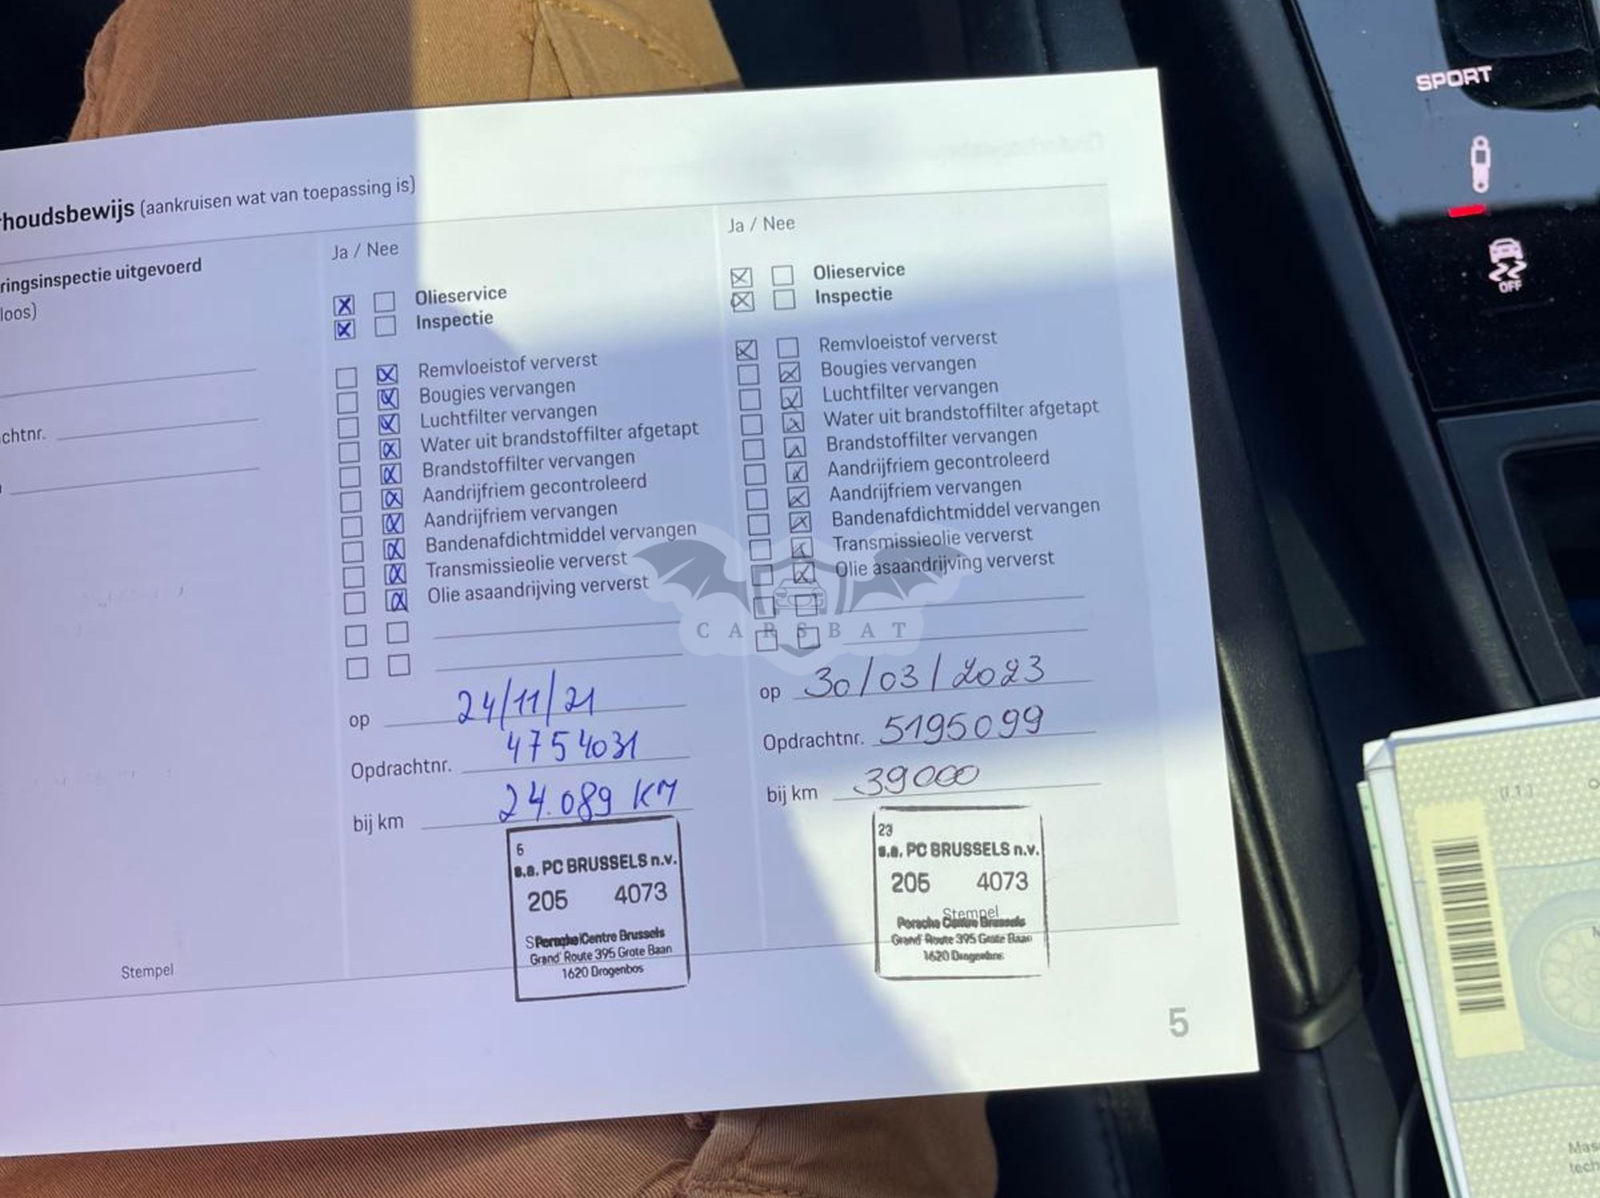 SPORT
OFF
rhoudsbewijs (aankruisen wat van toepassing is)
ringsinspectie uitgevoerd
loos)
chtnr.
Stempel
Ja / Nee
Olieservice
Inspectie
Remvloeistof ververst
Bougies vervangen
Luchtfilter vervangen
Water uit brandstoffilter afgetapt
Brandstoffilter vervangen
Aandrijfriem gecontroleerd
Aandrijfriem vervangen
Bandenafdichtmiddel vervangen
Transmissieolie ververst
Olie asaandrijving ververst
op 24/11/21
Opdrachtnr. 4754031
bij km 24.089 KM
6
s.a. PC BRUSSELS n.v.
205 4073
Porsche Centre Brussels
Grand' Route 395 Grote Baan
1620 Drogenbos
Ja / Nee
Olieservice
Inspectie
Remvloeistof ververst
Bougies vervangen
Luchtfilter vervangen
Water uit brandstoffilter afgetapt
Brandstoffilter vervangen
Aandrijfriem gecontroleerd
Aandrijfriem vervangen
Bandenafdichtmiddel vervangen
Transmissieolie ververst
Olie asaandrijving ververst
op 30/03/2023
Opdrachtnr. 5195099
bij km 39000
23
s.a. PC BRUSSELS n.v.
205 4073
Stempel
Porsche Centre Brussels
Grand' Route 395 Grote Baan
1620 Drogenbos
5
CARSBAT